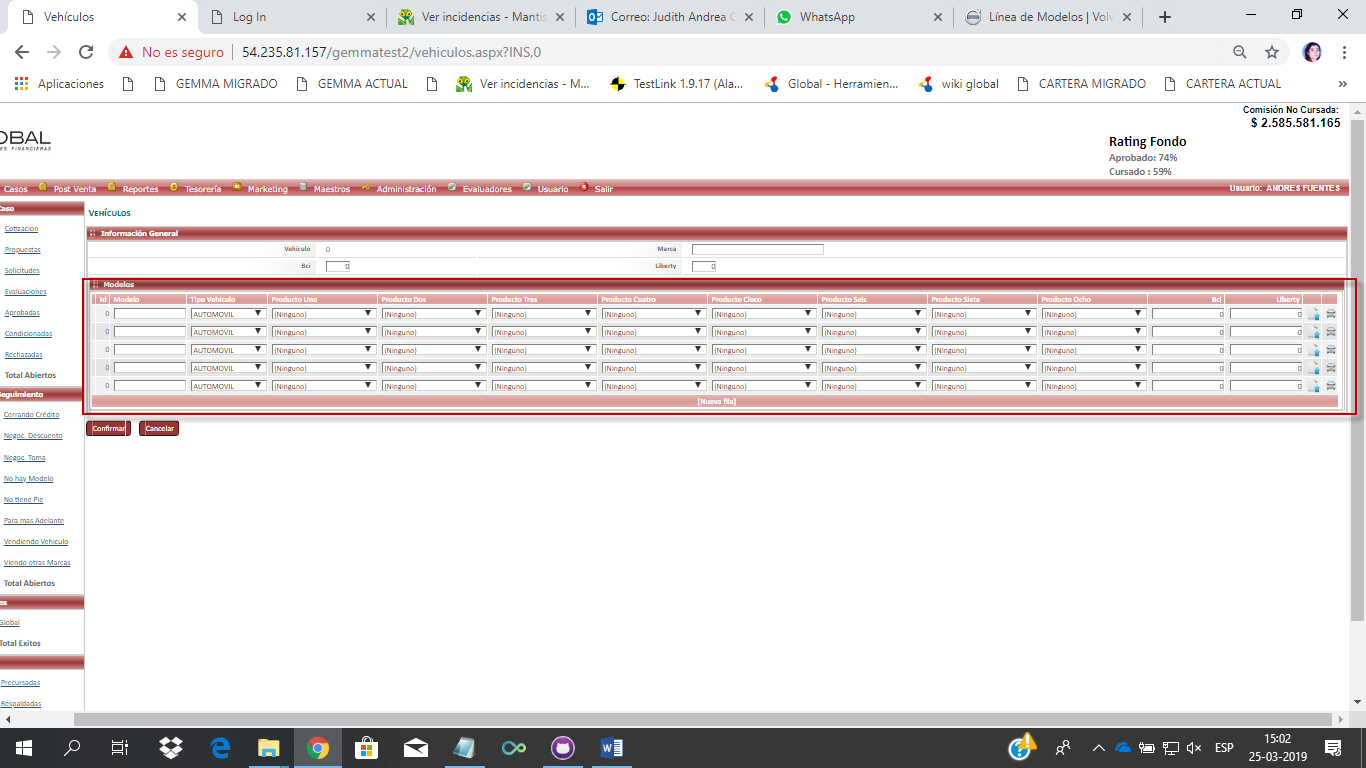 Vehículos
Log In
Ver incidencias - Mantis
Correo: Judith Andrea G
WhatsApp
Línea de Modelos | Volv
No es seguro
54.235.81.157/gemmatest2/vehiculos.aspx?INS,0
Aplicaciones
GEMMA MIGRADO
GEMMA ACTUAL
Ver incidencias - M...
TestLink 1.9.17 (Ala...
Global - Herramien...
wiki global
CARTERA MIGRADO
CARTERA ACTUAL
»
Comisión No Cursada:
$ 2.585.581.165
OBAL
ES FINANCIERAS
Rating Fondo
Aprobado: 74%
Cursado : 59%
Casos Post Venta Reportes Tesorería Marketing Maestros Administración Evaluadores Usuario Salir
Usuario: ANDRES FUENTES
Caso
Cotizacion
Propuestas
Solicitudes
Evaluaciones
Aprobadas
Condicionadas
Rechazadas
Total Abiertos
Seguimiento
Cerrando Crédito
Negoc. Descuento
Negoc. Toma
No hay Modelo
No tiene Pie
Para mas Adelante
Vendiendo Vehiculo
Viendo otras Marcas
Total Abiertos
es
Global
Total Exitos
Precursadas
Respaldadas
VEHÍCULOS
Información General
Vehículo 0 Marca
Bci 0 Liberty 0
Modelos
Id Modelo Tipo Vehículo Producto Uno Producto Dos Producto Tres Producto Cuatro Producto Cinco Producto Seis Producto Siete Producto Ocho Bci Liberty
0 AUTOMOVIL (Ninguno) (Ninguno) (Ninguno) (Ninguno) (Ninguno) (Ninguno) (Ninguno) (Ninguno) 0 0
0 AUTOMOVIL (Ninguno) (Ninguno) (Ninguno) (Ninguno) (Ninguno) (Ninguno) (Ninguno) (Ninguno) 0 0
0 AUTOMOVIL (Ninguno) (Ninguno) (Ninguno) (Ninguno) (Ninguno) (Ninguno) (Ninguno) (Ninguno) 0 0
0 AUTOMOVIL (Ninguno) (Ninguno) (Ninguno) (Ninguno) (Ninguno) (Ninguno) (Ninguno) (Ninguno) 0 0
0 AUTOMOVIL (Ninguno) (Ninguno) (Ninguno) (Ninguno) (Ninguno) (Ninguno) (Ninguno) (Ninguno) 0 0
[Nueva fila]
Confirmar Cancelar
ESP
15:02
25-03-2019